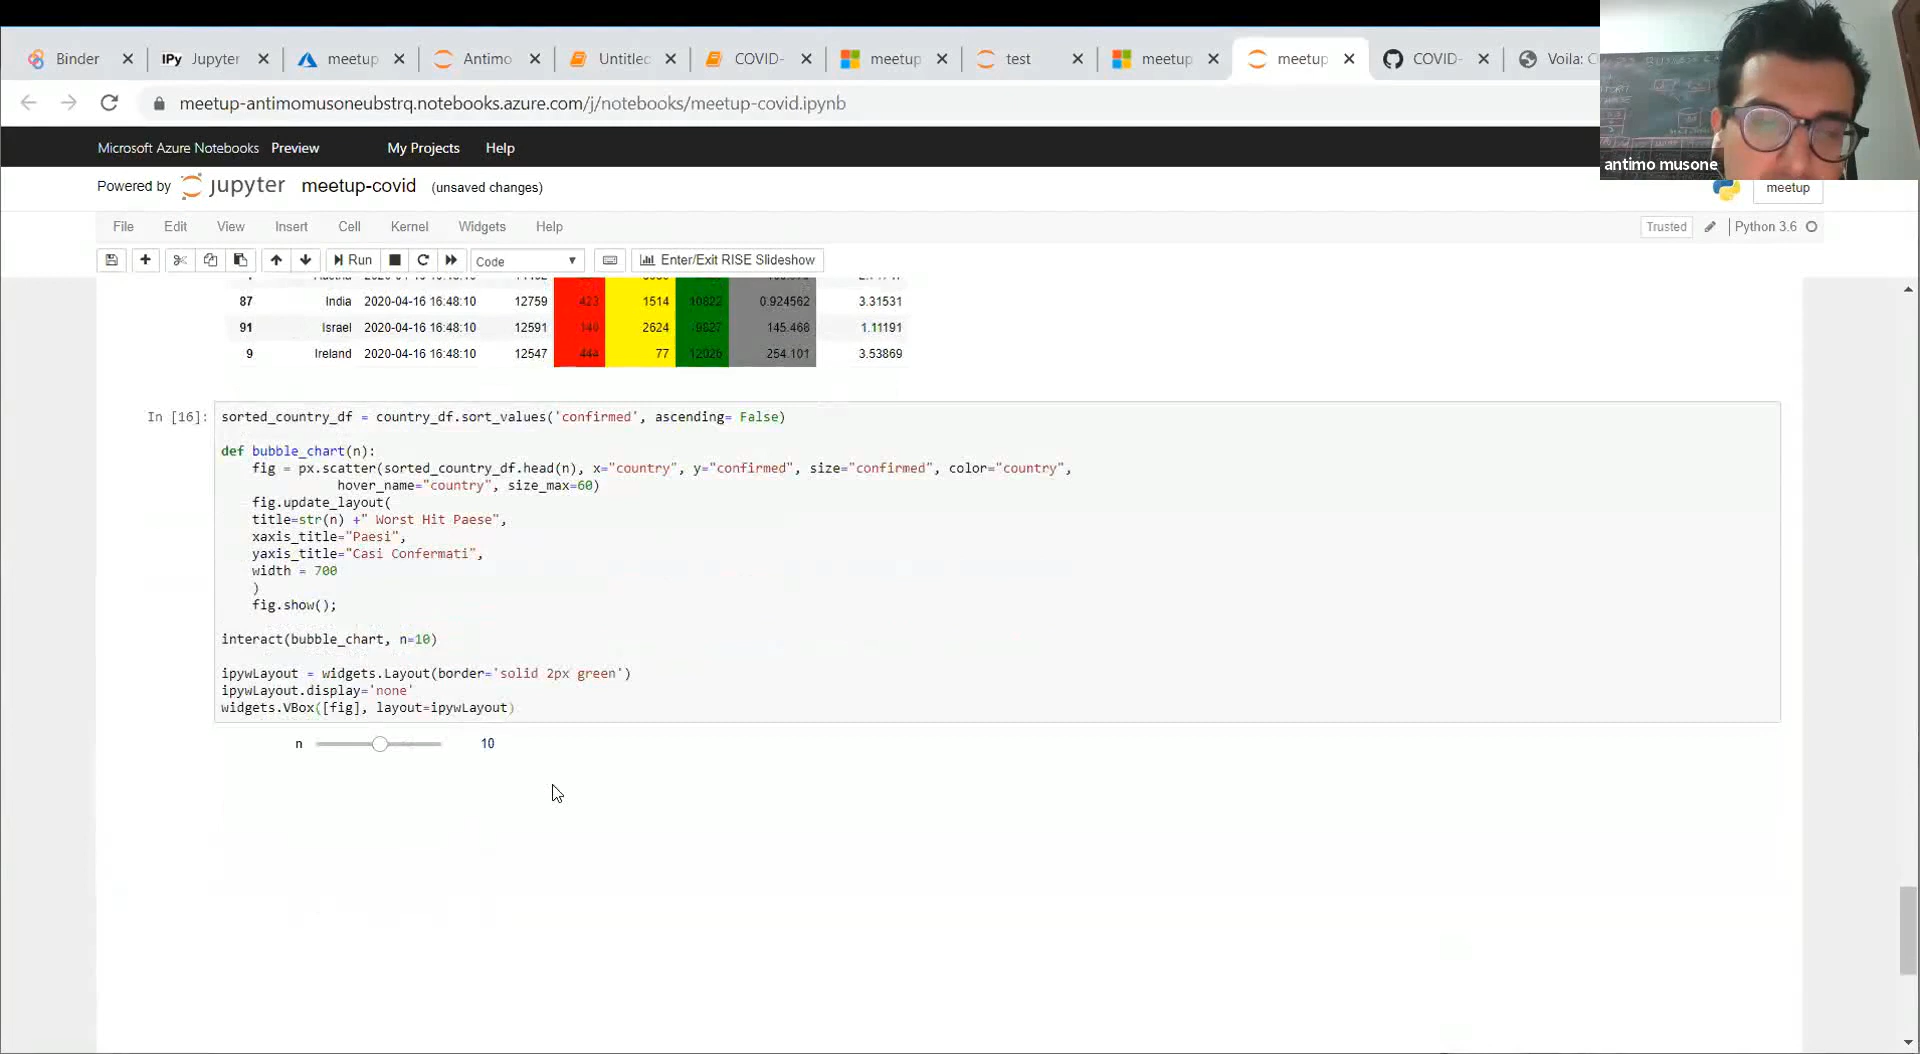 Binder
IPy Jupyter
meetup
Antimo
Untitled
COVID-
meetup
test
meetup
meetup
COVID-
Voila: C
meetup-antimomusoneubstrq.notebooks.azure.com/j/notebooks/meetup-covid.ipynb
antimo musone
Microsoft Azure Notebooks Preview My Projects Help
Powered by jupyter meetup-covid (unsaved changes)
meetup
File Edit View Insert Cell Kernel Widgets Help
Trusted Python 3.6
Run Code Enter/Exit RISE Slideshow
87 India 2020-04-16 16:48:10 12759 423 1514 10822 0.924562 3.31531
91 Israel 2020-04-16 16:48:10 12591 140 2624 9827 145.468 1.11191
9 Ireland 2020-04-16 16:48:10 12547 444 77 12026 254.101 3.53869
In [16]:
sorted_country_df = country_df.sort_values('confirmed', ascending= False)
def bubble_chart(n):
fig = px.scatter(sorted_country_df.head(n), x="country", y="confirmed", size="confirmed", color="country",
hover_name="country", size_max=60)
fig.update_layout(
title=str(n) +" Worst Hit Paese",
xaxis_title="Paesi",
yaxis_title="Casi Confermati",
width = 700
)
fig.show();
interact(bubble_chart, n=10)
ipywLayout = widgets.Layout(border='solid 2px green')
ipywLayout.display='none'
widgets.VBox([fig], layout=ipywLayout)
n 10